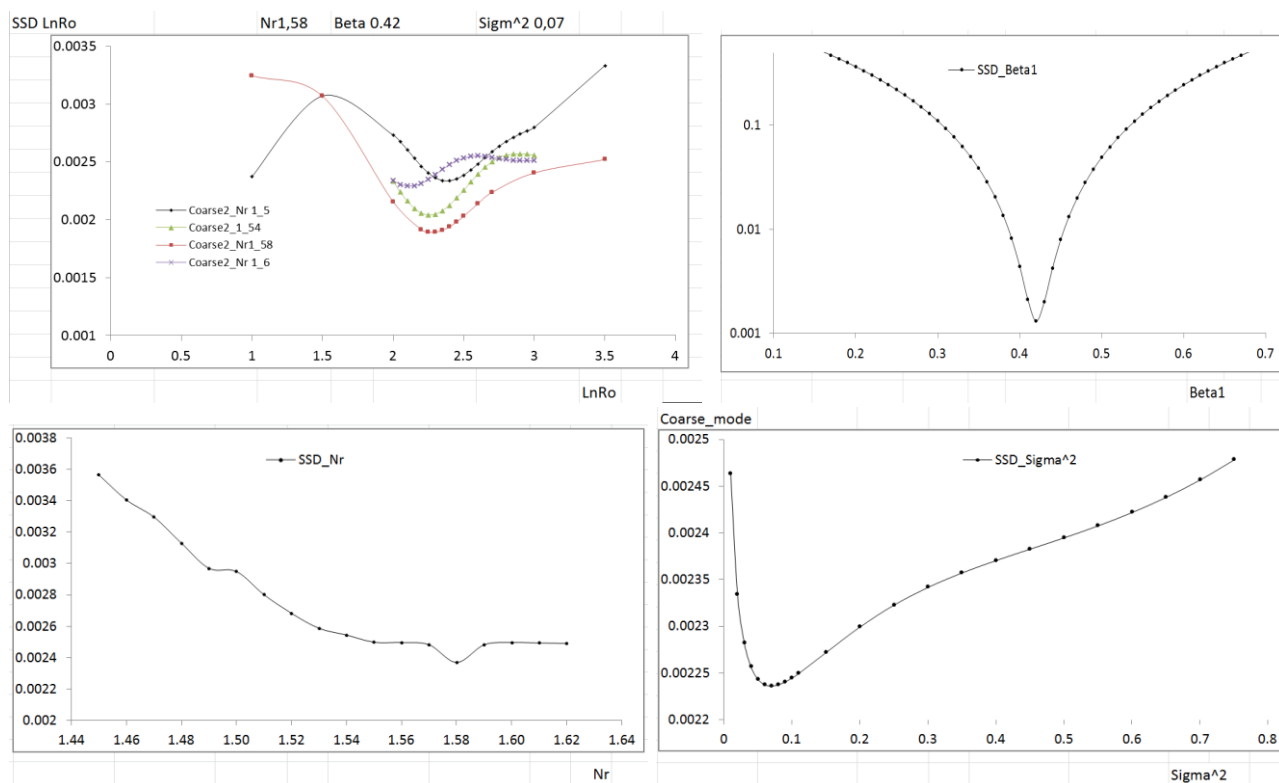 SSD LnRo Nr1,58 Beta 0.42 Sigm^2 0,07
0.0035
0.003
0.0025
0.002
0.0015
0.001
Coarse2_Nr 1_5
Coarse2_1_54
Coarse2_Nr1_58
Coarse2_Nr 1_6
0 0.5 1 1.5 2 2.5 3 3.5 4
LnRo
SSD_Beta1
0.1
0.01
0.001
0.1 0.2 0.3 0.4 0.5 0.6 0.7
Beta1
0.0038
SSD_Nr
0.0036
0.0034
0.0032
0.003
0.0028
0.0026
0.0024
0.0022
0.002
1.44 1.46 1.48 1.50 1.52 1.54 1.56 1.58 1.60 1.62 1.64
Nr
Coarse_mode
0.0025
SSD_Sigma^2
0.00245
0.0024
0.00235
0.0023
0.00225
0.0022
0 0.1 0.2 0.3 0.4 0.5 0.6 0.7 0.8
Sigma^2